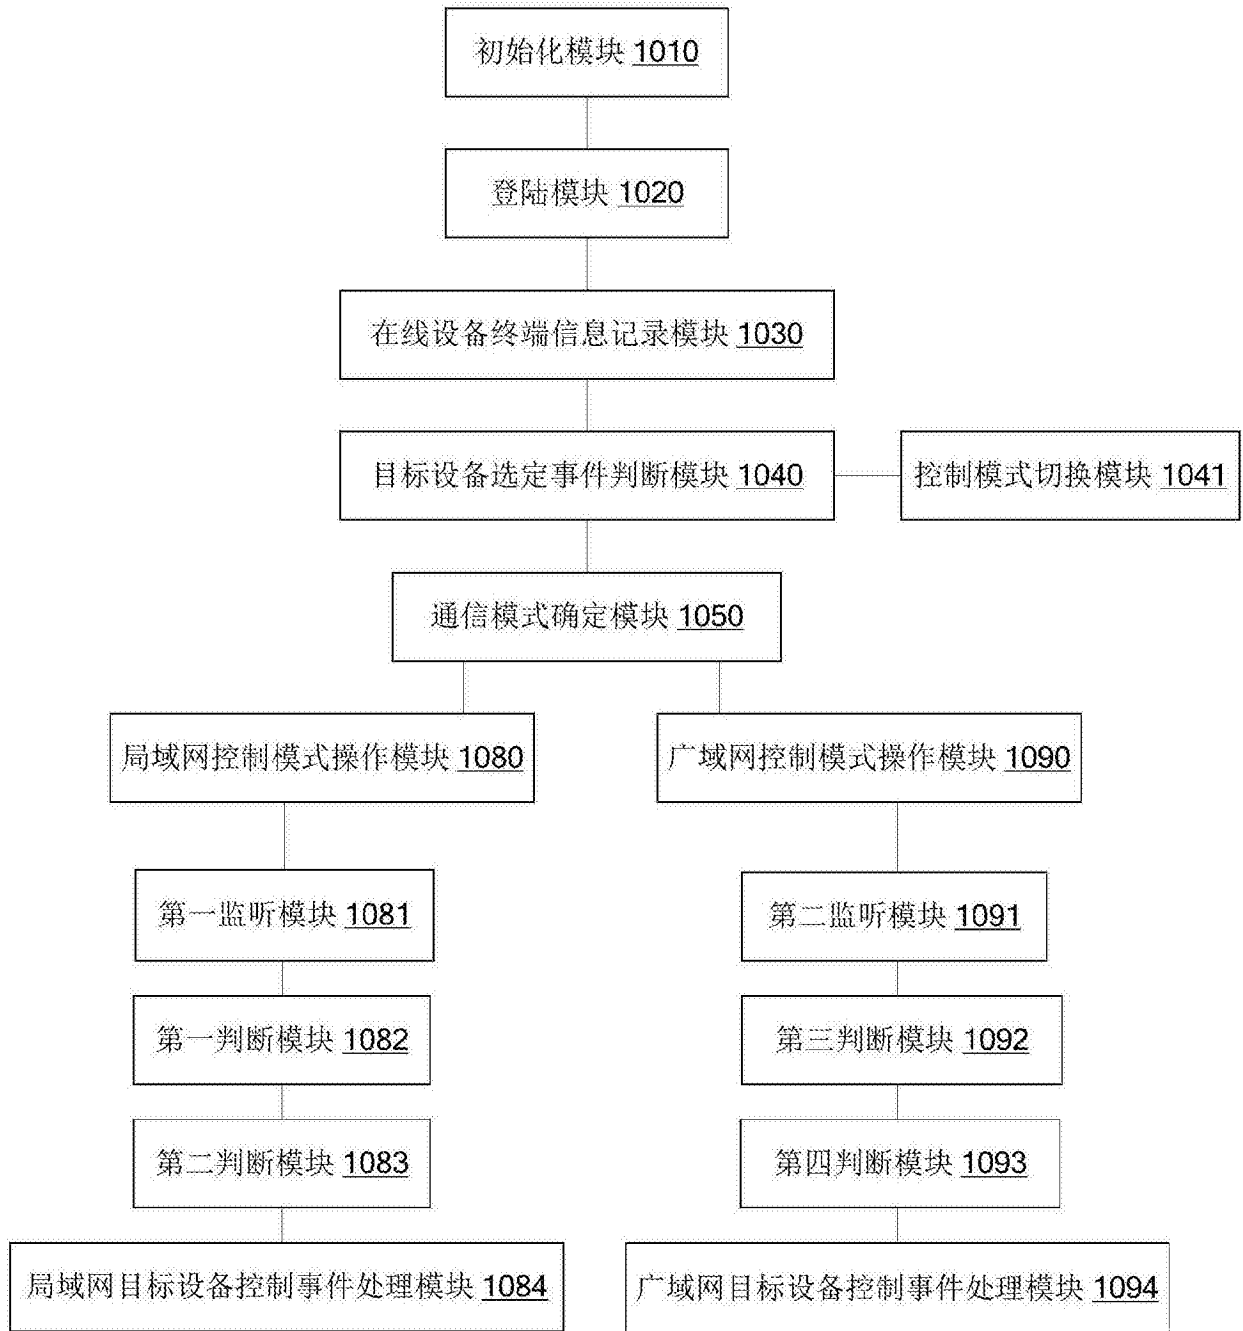 初始化模块 1010
登陆模块 1020
在线设备终端信息记录模块 1030
目标设备选定事件判断模块 1040
控制模式切换模块 1041
通信模式确定模块 1050
局域网控制模式操作模块 1080
广域网控制模式操作模块 1090
第一监听模块 1081
第二监听模块 1091
第一判断模块 1082
第三判断模块 1092
第二判断模块 1083
第四判断模块 1093
局域网目标设备控制事件处理模块 1084
广域网目标设备控制事件处理模块 1094